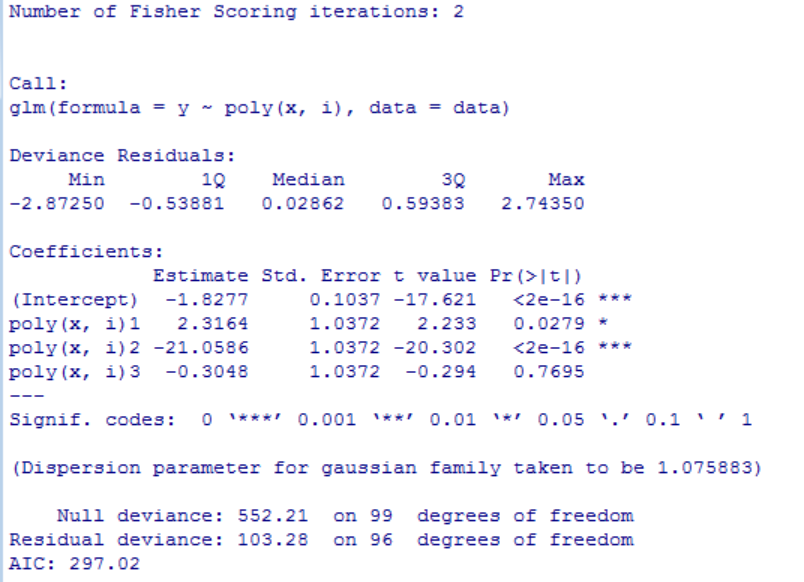 Number of Fisher Scoring iterations: 2
Call:
glm(formula = y ~ poly(x, i), data = data)
Deviance Residuals:
     Min       1Q   Median       3Q      Max
-2.87250 -0.53881  0.02862  0.59383  2.74350
Coefficients:
            Estimate Std. Error t value Pr(>|t|)
(Intercept)  -1.8277     0.1037 -17.621   <2e-16 ***
poly(x, i)1   2.3164     1.0372   2.233   0.0279 *
poly(x, i)2 -21.0586     1.0372 -20.302   <2e-16 ***
poly(x, i)3  -0.3048     1.0372  -0.294   0.7695
---
Signif. codes:  0 ‘***’ 0.001 ‘**’ 0.01 ‘*’ 0.05 ‘.’ 0.1 ‘ ’ 1
(Dispersion parameter for gaussian family taken to be 1.075883)
    Null deviance: 552.21  on 99  degrees of freedom
Residual deviance: 103.28  on 96  degrees of freedom
AIC: 297.02